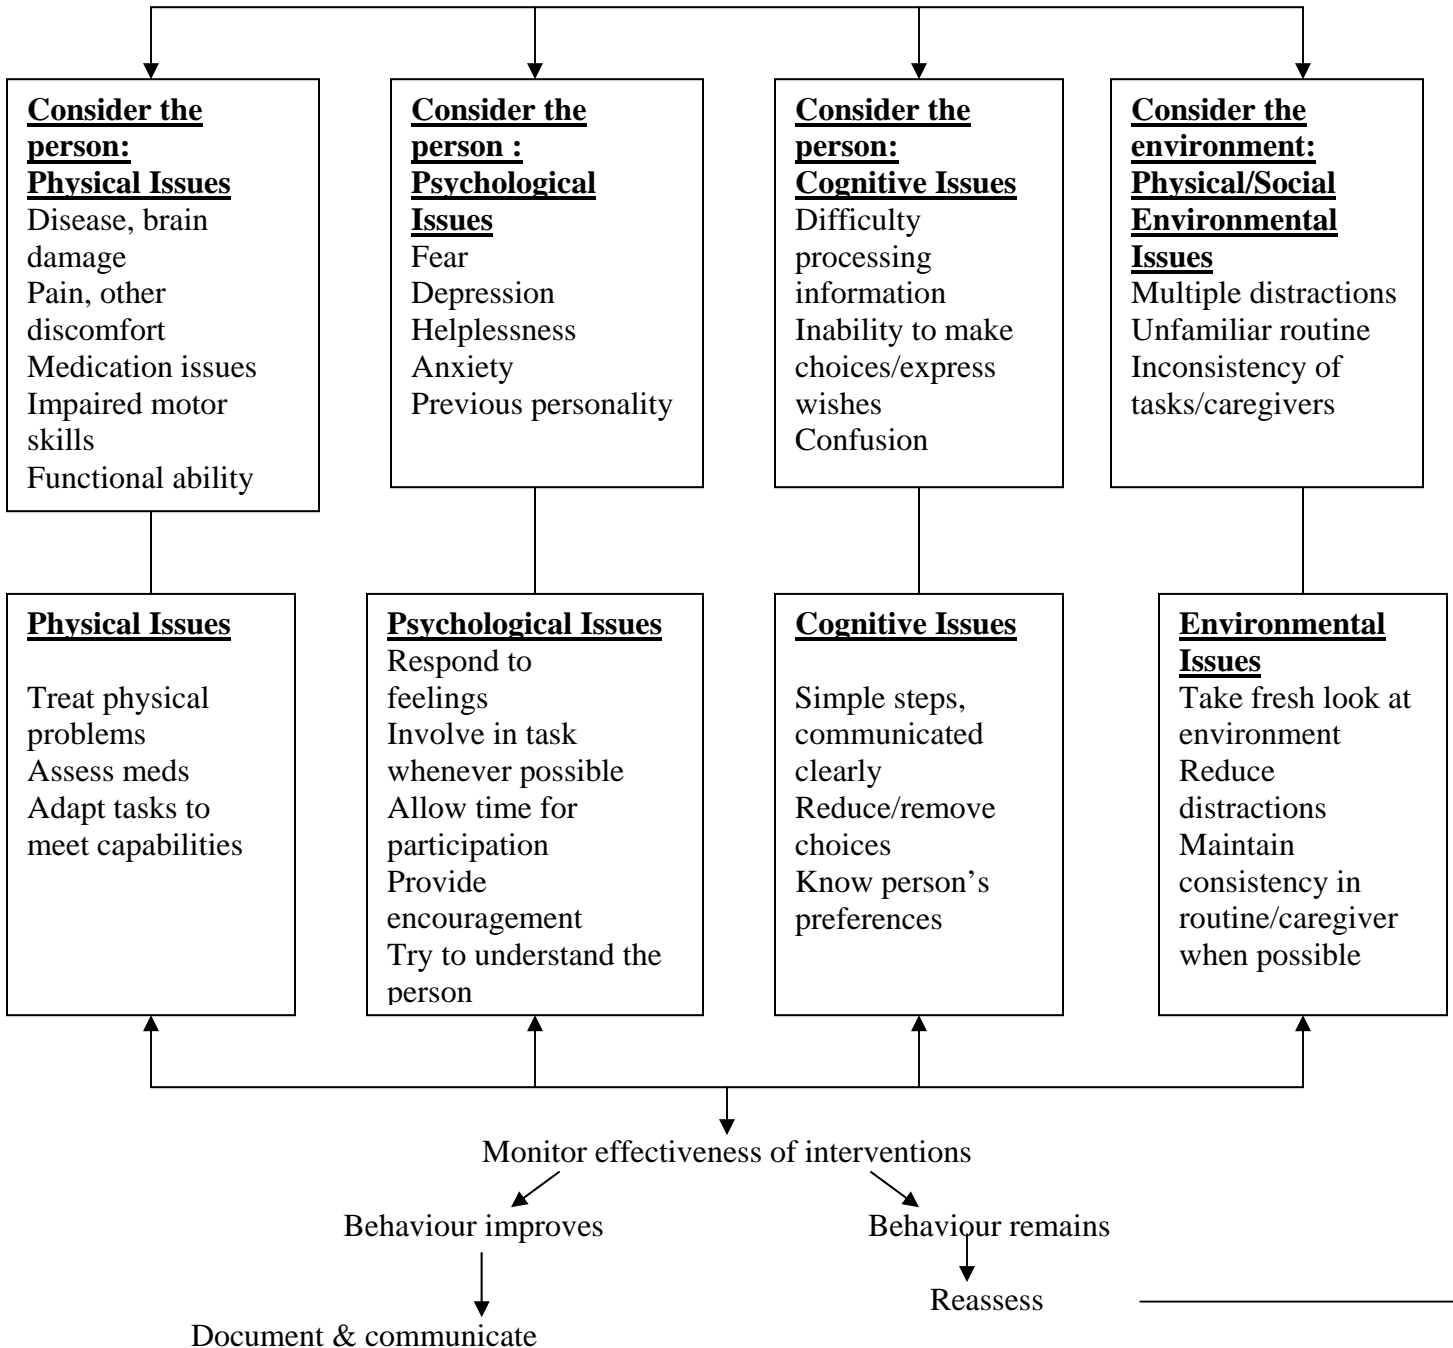 Consider the
person:
Physical Issues
Disease, brain
damage
Pain, other
discomfort
Medication issues
Impaired motor
skills
Functional ability
Consider the
person :
Psychological
Issues
Fear
Depression
Helplessness
Anxiety
Previous personality
Consider the
person:
Cognitive Issues
Difficulty
processing
information
Inability to make
choices/express
wishes
Confusion
Consider the
environment:
Physical/Social
Environmental
Issues
Multiple distractions
Unfamiliar routine
Inconsistency of
tasks/caregivers
Physical Issues
Treat physical
problems
Assess meds
Adapt tasks to
meet capabilities
Psychological Issues
Respond to
feelings
Involve in task
whenever possible
Allow time for
participation
Provide
encouragement
Try to understand the
person
Cognitive Issues
Simple steps,
communicated
clearly
Reduce/remove
choices
Know person’s
preferences
Environmental
Issues
Take fresh look at
environment
Reduce
distractions
Maintain
consistency in
routine/caregiver
when possible
Monitor effectiveness of interventions
Behaviour improves
Behaviour remains
Reassess
Document & communicate